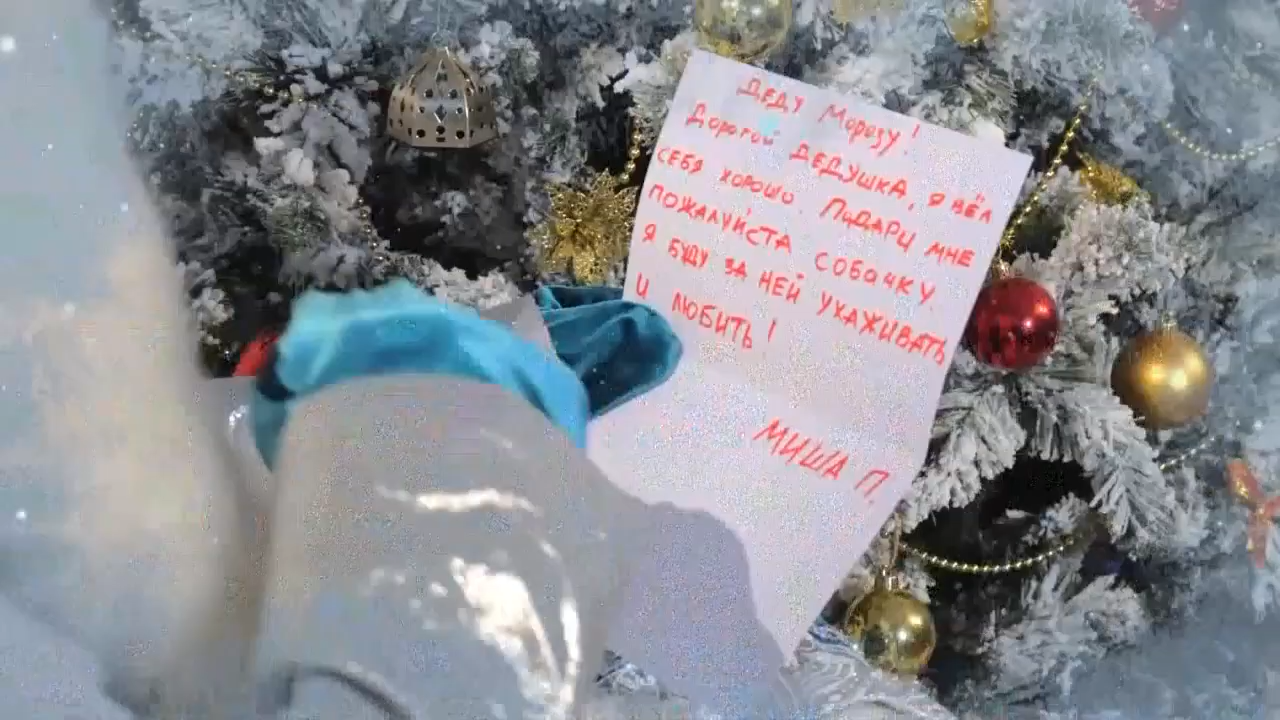 ДЕДУ Морозу!
Дорогой ДЕДУШКА, Я ВЁЛ
СЕБЯ ХОРОШО. ПОДАРИ МНЕ
ПОЖАЛУЙСТА СОБАЧКУ.
Я БУДУ ЗА НЕЙ УХАЖИВАТЬ
И ЛЮБИТЬ!
МИША П.